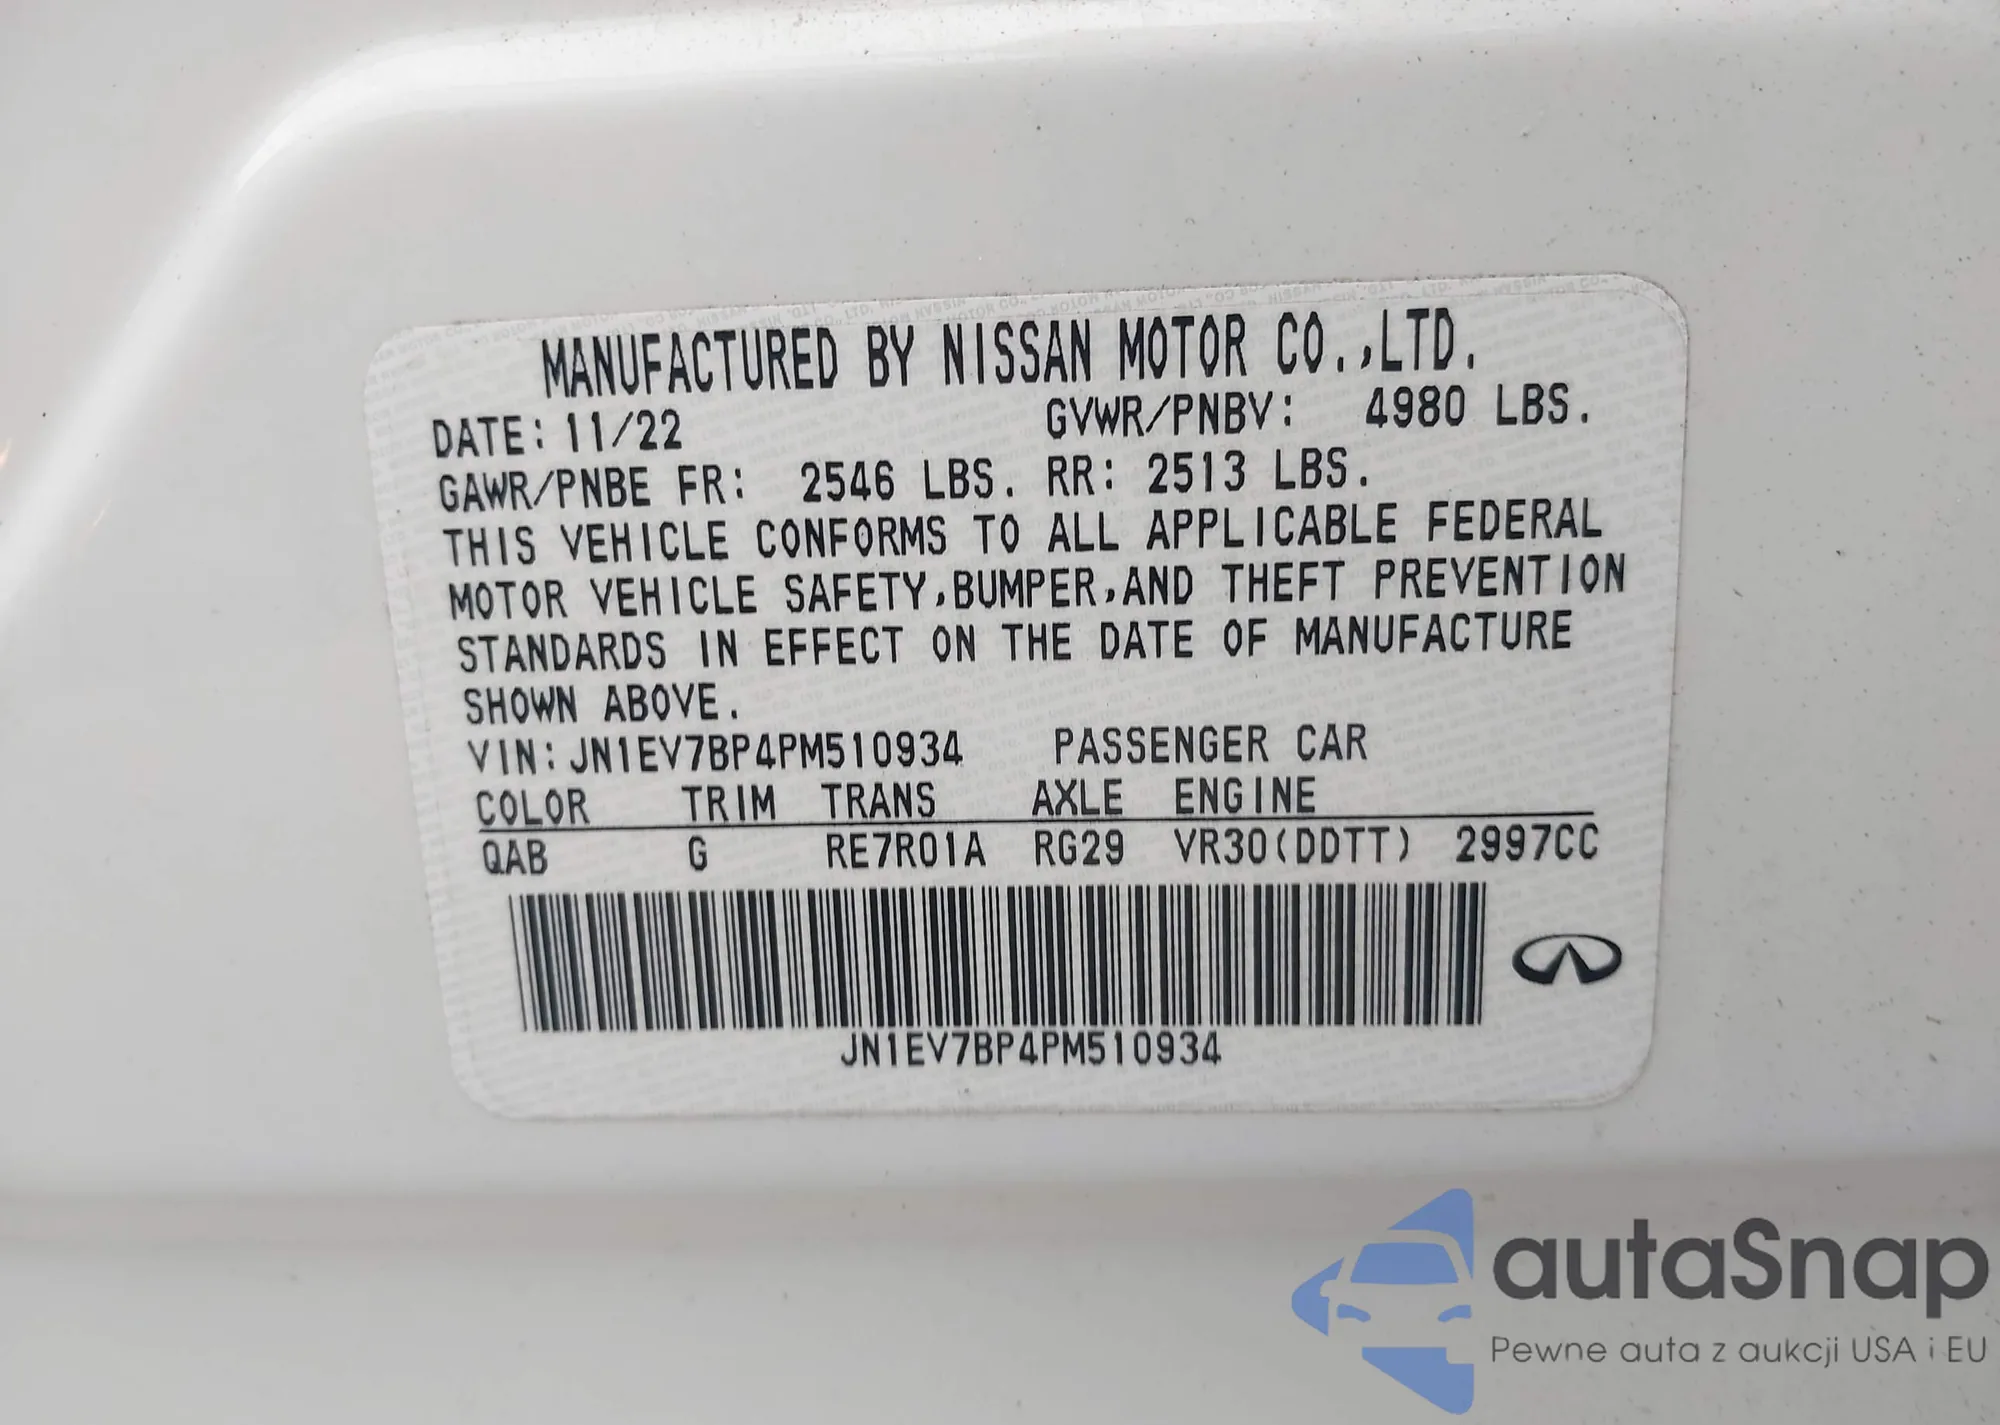 MANUFACTURED BY NISSAN MOTOR CO.,LTD.
DATE: 11/22 GVWR/PNBV: 4980 LBS.
GAWR/PNBE FR: 2546 LBS. RR: 2513 LBS.
THIS VEHICLE CONFORMS TO ALL APPLICABLE FEDERAL
MOTOR VEHICLE SAFETY,BUMPER,AND THEFT PREVENTION
STANDARDS IN EFFECT ON THE DATE OF MANUFACTURE
SHOWN ABOVE.
VIN:JN1EV7BP4PM510934 PASSENGER CAR
COLOR TRIM TRANS AXLE ENGINE
QAB G RE7R01A RG29 VR30(DDTT) 2997CC
JN1EV7BP4PM510934
autaSnap
Pewne auta z aukcji USA i EU